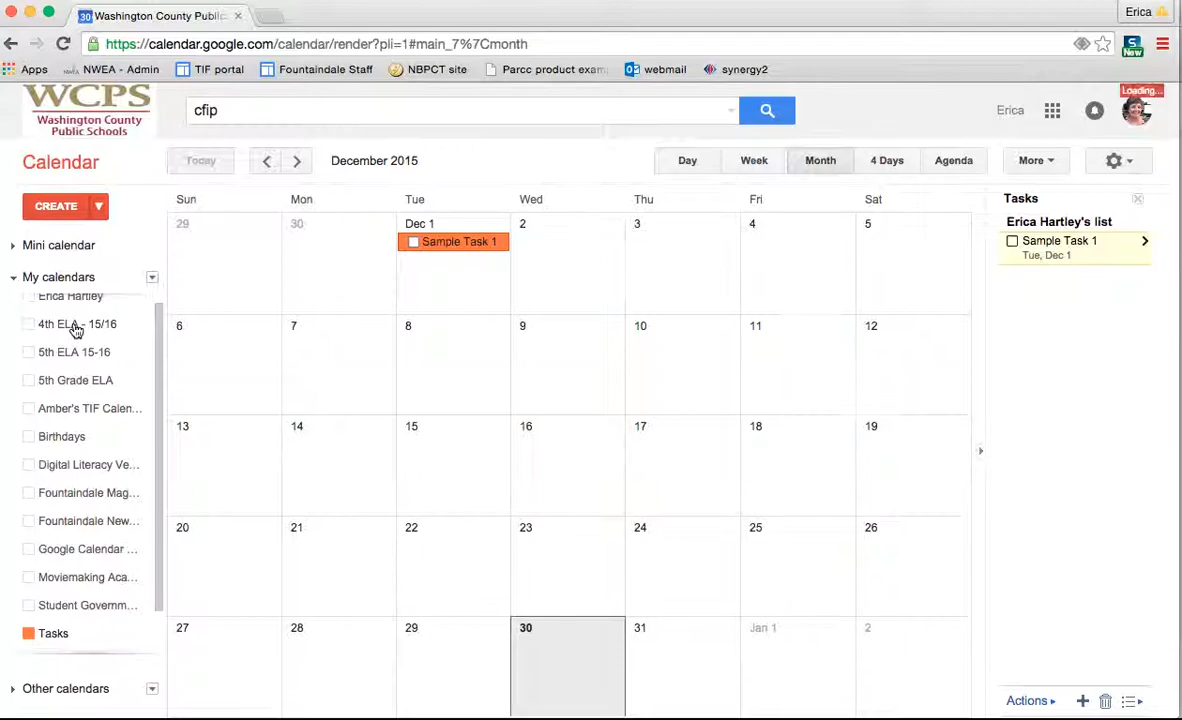 30 Washington County Public
Erica
https://calendar.google.com/calendar/render?pli=1#main_7%7Cmonth
S New
Apps NWEA - Admin TIF portal Fountaindale Staff NBPCT site Parcc product exam webmail synergy2
WCPS
Washington County
Public Schools
cfip
Erica
Loading...
Calendar
Today
December 2015
Day Week Month 4 Days Agenda More
CREATE
Mini calendar
My calendars
Erica Hartley
4th ELA - 15/16
5th ELA 15-16
5th Grade ELA
Amber's TIF Calen...
Birthdays
Digital Literacy Ve...
Fountaindale Mag...
Fountaindale New...
Google Calendar ...
Moviemaking Aca...
Student Governm...
Tasks
Other calendars
Sun Mon Tue Wed Thu Fri Sat
29 30 Dec 1 2 3 4 5
Sample Task 1
6 7 8 9 10 11 12
13 14 15 16 17 18 19
20 21 22 23 24 25 26
27 28 29 30 31 Jan 1 2
Tasks
Erica Hartley's list
Sample Task 1
Tue, Dec 1
Actions